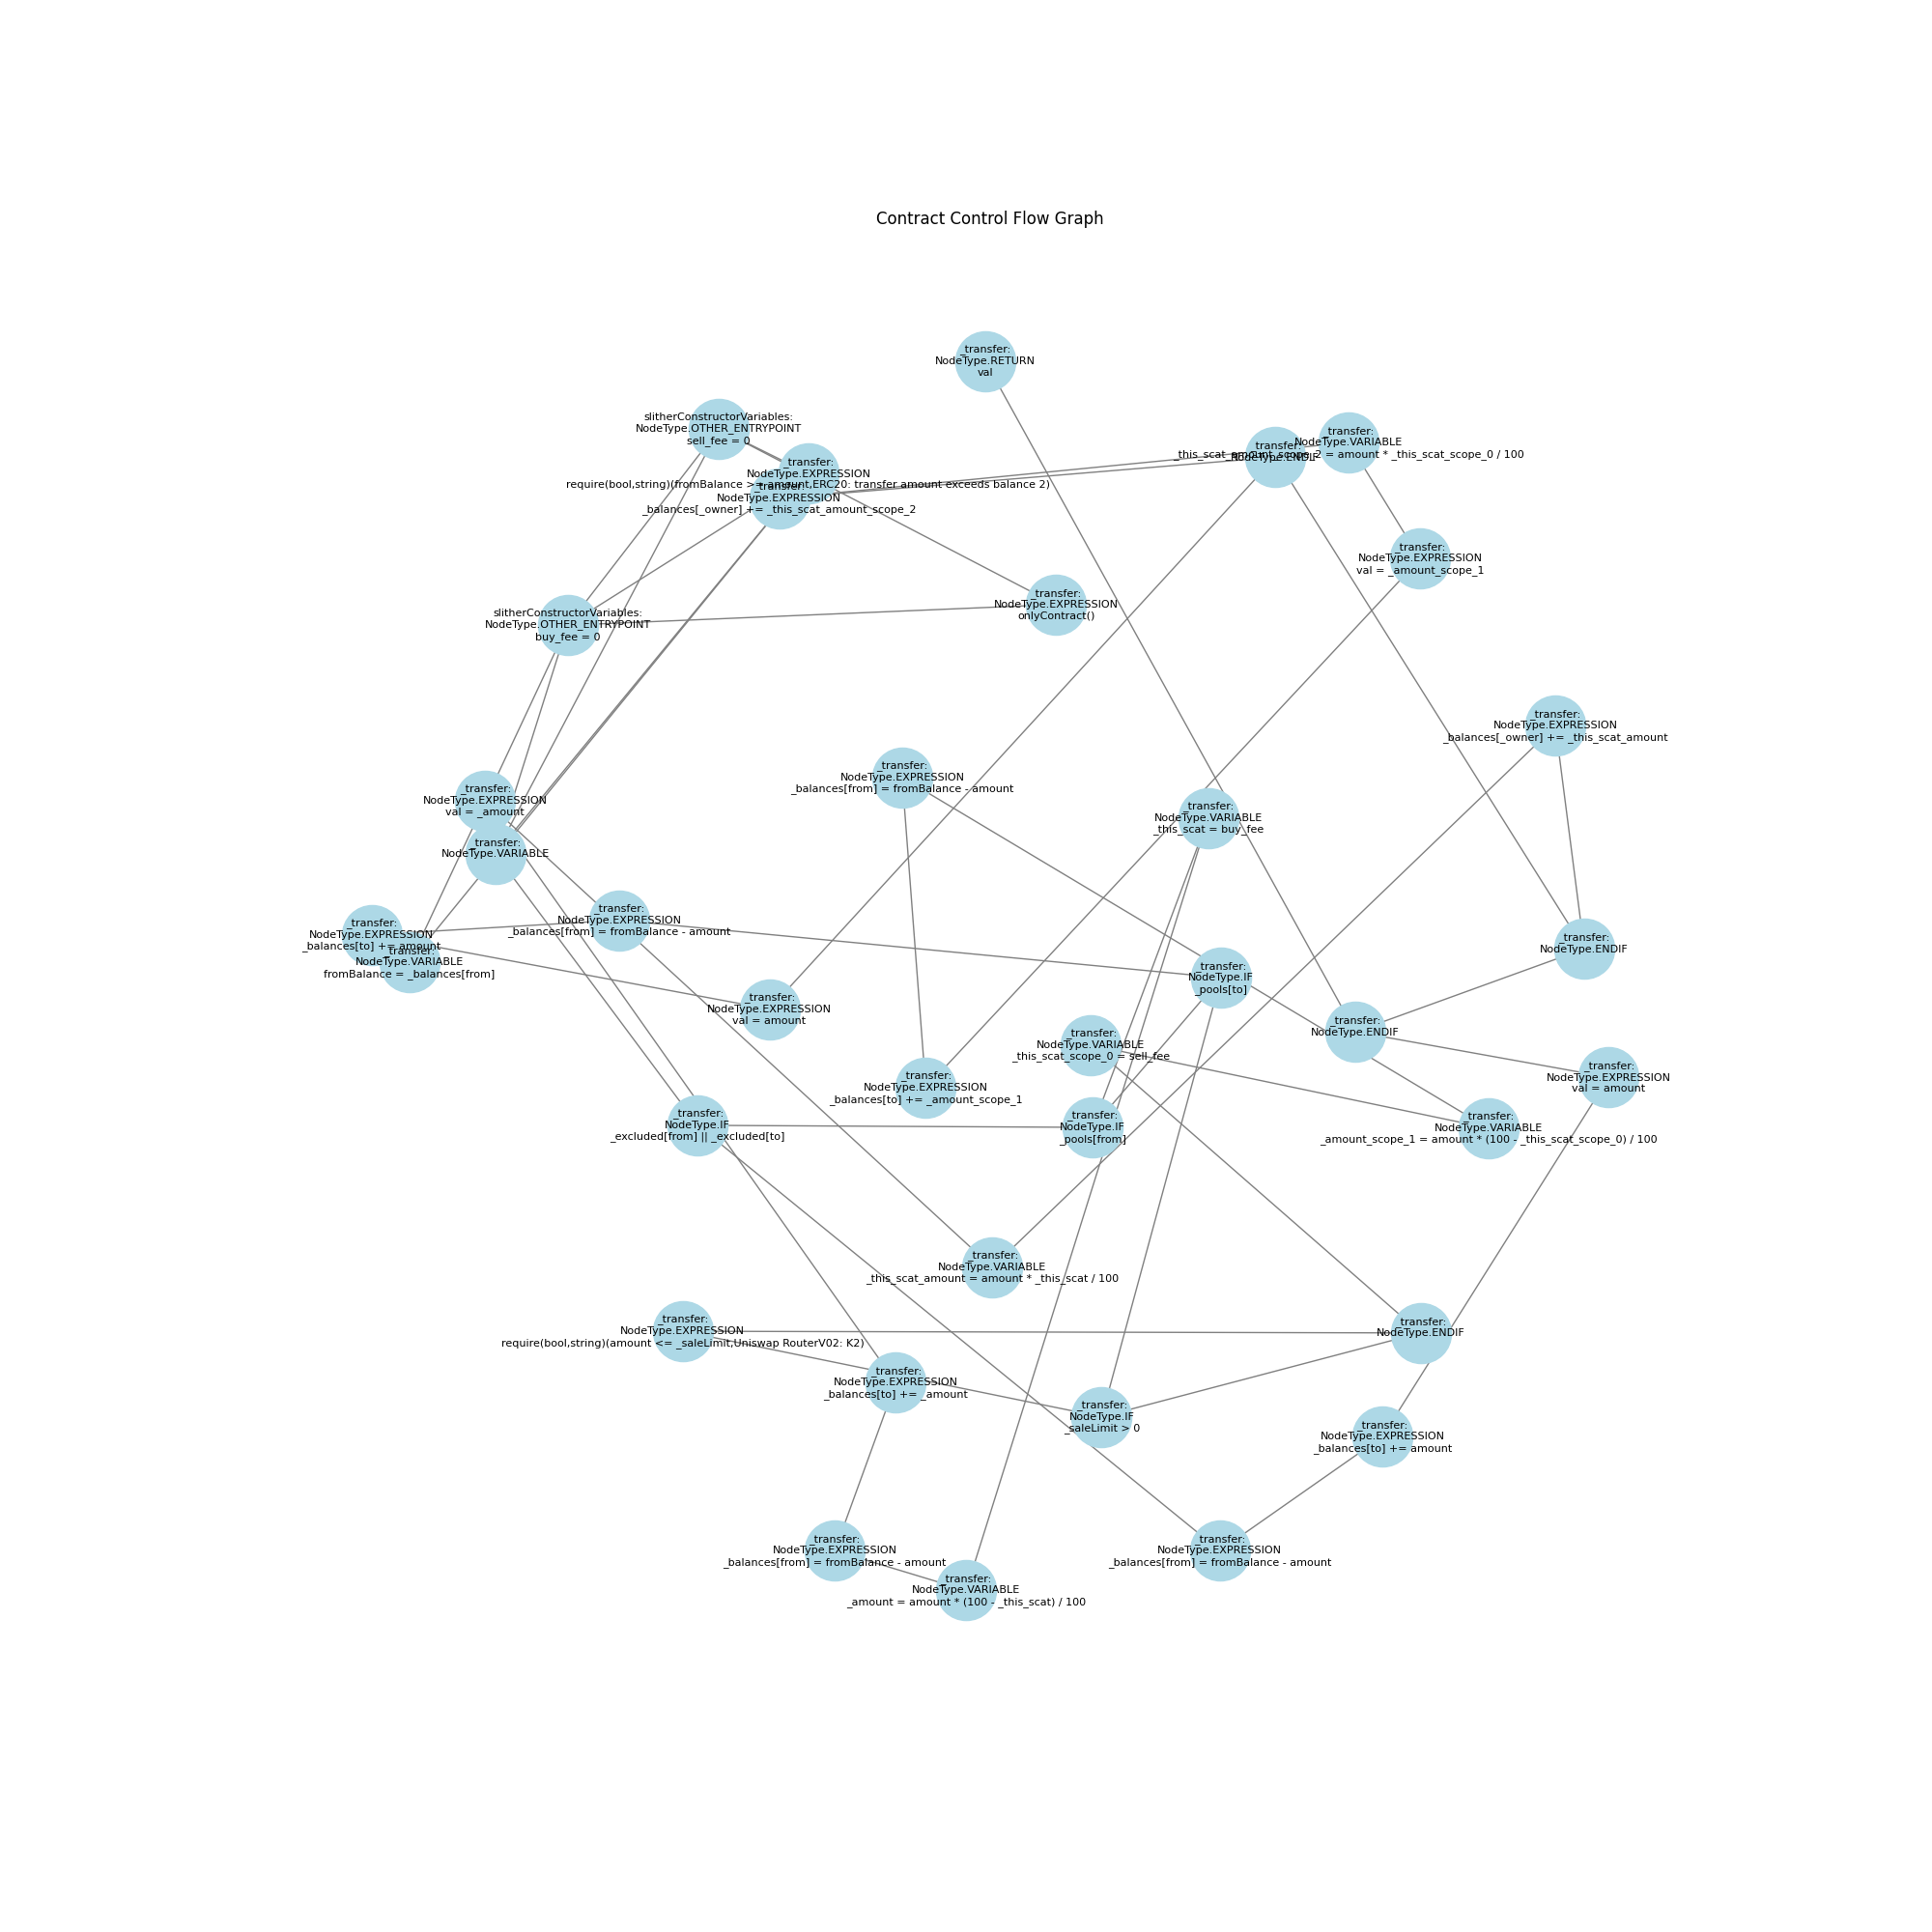 Contract Control Flow Graph
_transfer:
NodeType.RETURN
val
slitherConstructorVariables:
NodeType.OTHER_ENTRYPOINT
sell_fee = 0
_transfer:
NodeType.VARIABLE
_this_scat_amount_scope_2 = amount * _this_scat_scope_0 / 100
_transfer:
NodeType.ENDIF
_transfer:
NodeType.EXPRESSION
require(bool,string)(fromBalance >= amount,ERC20: transfer amount exceeds balance 2)
_transfer:
NodeType.EXPRESSION
_balances[_owner] += _this_scat_amount_scope_2
_transfer:
NodeType.EXPRESSION
val = _amount_scope_1
_transfer:
NodeType.EXPRESSION
onlyContract()
slitherConstructorVariables:
NodeType.OTHER_ENTRYPOINT
buy_fee = 0
_transfer:
NodeType.EXPRESSION
_balances[_owner] += _this_scat_amount
_transfer:
NodeType.EXPRESSION
_balances[from] = fromBalance - amount
_transfer:
NodeType.EXPRESSION
val = _amount
_transfer:
NodeType.VARIABLE
_this_scat = buy_fee
_transfer:
NodeType.VARIABLE
_transfer:
NodeType.EXPRESSION
_balances[from] = fromBalance - amount
_transfer:
NodeType.EXPRESSION
_balances[to] += amount
_transfer:
NodeType.VARIABLE
fromBalance = _balances[from]
_transfer:
NodeType.ENDIF
_transfer:
NodeType.IF
_pools[to]
_transfer:
NodeType.EXPRESSION
val = amount
_transfer:
NodeType.ENDIF
_transfer:
NodeType.VARIABLE
_this_scat_scope_0 = sell_fee
_transfer:
NodeType.EXPRESSION
val = amount
_transfer:
NodeType.EXPRESSION
_balances[to] += _amount_scope_1
_transfer:
NodeType.IF
_excluded[from] || _excluded[to]
_transfer:
NodeType.IF
_pools[from]
_transfer:
NodeType.VARIABLE
_amount_scope_1 = amount * (100 - _this_scat_scope_0) / 100
_transfer:
NodeType.VARIABLE
_this_scat_amount = amount * _this_scat / 100
_transfer:
NodeType.EXPRESSION
require(bool,string)(amount <= _saleLimit,Uniswap RouterV02: K2)
_transfer:
NodeType.ENDIF
_transfer:
NodeType.EXPRESSION
_balances[to] += _amount
_transfer:
NodeType.IF
_saleLimit > 0
_transfer:
NodeType.EXPRESSION
_balances[to] += amount
_transfer:
NodeType.EXPRESSION
_balances[from] = fromBalance - amount
_transfer:
NodeType.EXPRESSION
_balances[from] = fromBalance - amount
_transfer:
NodeType.VARIABLE
_amount = amount * (100 - _this_scat) / 100